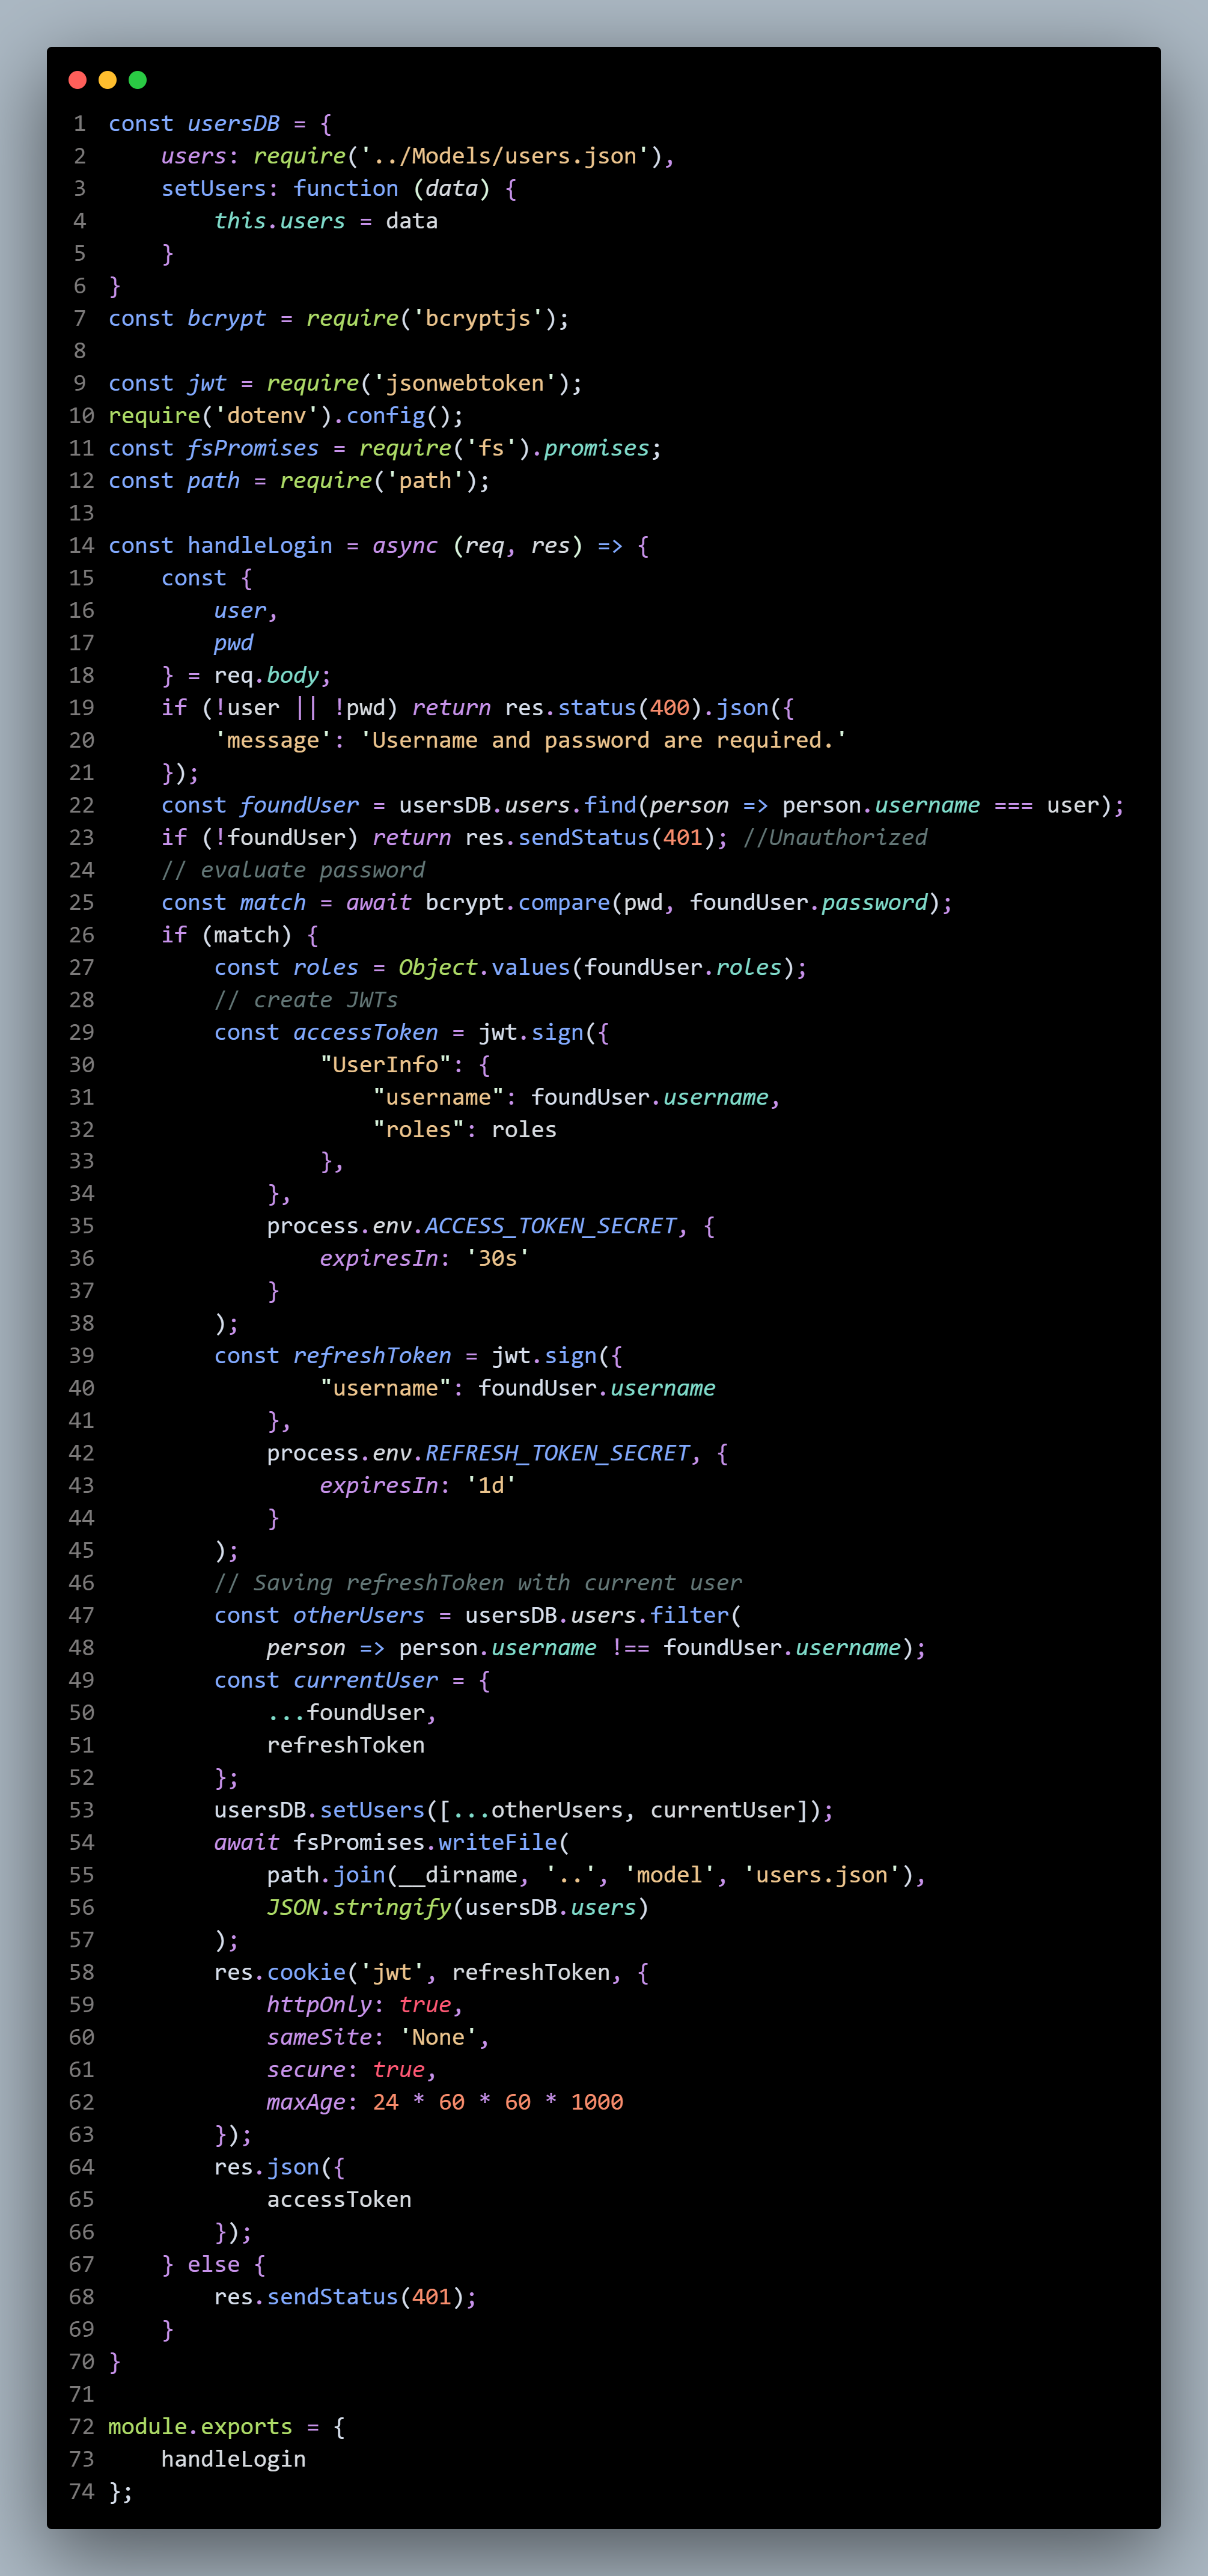 1 const usersDB = {
2     users: require('../Models/users.json'),
3     setUsers: function (data) {
4         this.users = data
5     }
6 }
7 const bcrypt = require('bcryptjs');
8
9 const jwt = require('jsonwebtoken');
10 require('dotenv').config();
11 const fsPromises = require('fs').promises;
12 const path = require('path');
13
14 const handleLogin = async (req, res) => {
15     const {
16         user,
17         pwd
18     } = req.body;
19     if (!user || !pwd) return res.status(400).json({
20         'message': 'Username and password are required.'
21     });
22     const foundUser = usersDB.users.find(person => person.username === user);
23     if (!foundUser) return res.sendStatus(401); //Unauthorized
24     // evaluate password
25     const match = await bcrypt.compare(pwd, foundUser.password);
26     if (match) {
27         const roles = Object.values(foundUser.roles);
28         // create JWTs
29         const accessToken = jwt.sign({
30                 "UserInfo": {
31                     "username": foundUser.username,
32                     "roles": roles
33                 },
34             },
35             process.env.ACCESS_TOKEN_SECRET, {
36                 expiresIn: '30s'
37             }
38         );
39         const refreshToken = jwt.sign({
40                 "username": foundUser.username
41             },
42             process.env.REFRESH_TOKEN_SECRET, {
43                 expiresIn: '1d'
44             }
45         );
46         // Saving refreshToken with current user
47         const otherUsers = usersDB.users.filter(
48             person => person.username !== foundUser.username);
49         const currentUser = {
50             ...foundUser,
51             refreshToken
52         };
53         usersDB.setUsers([...otherUsers, currentUser]);
54         await fsPromises.writeFile(
55             path.join(__dirname, '..', 'model', 'users.json'),
56             JSON.stringify(usersDB.users)
57         );
58         res.cookie('jwt', refreshToken, {
59             httpOnly: true,
60             sameSite: 'None',
61             secure: true,
62             maxAge: 24 * 60 * 60 * 1000
63         });
64         res.json({
65             accessToken
66         });
67     } else {
68         res.sendStatus(401);
69     }
70 }
71
72 module.exports = {
73     handleLogin
74 };